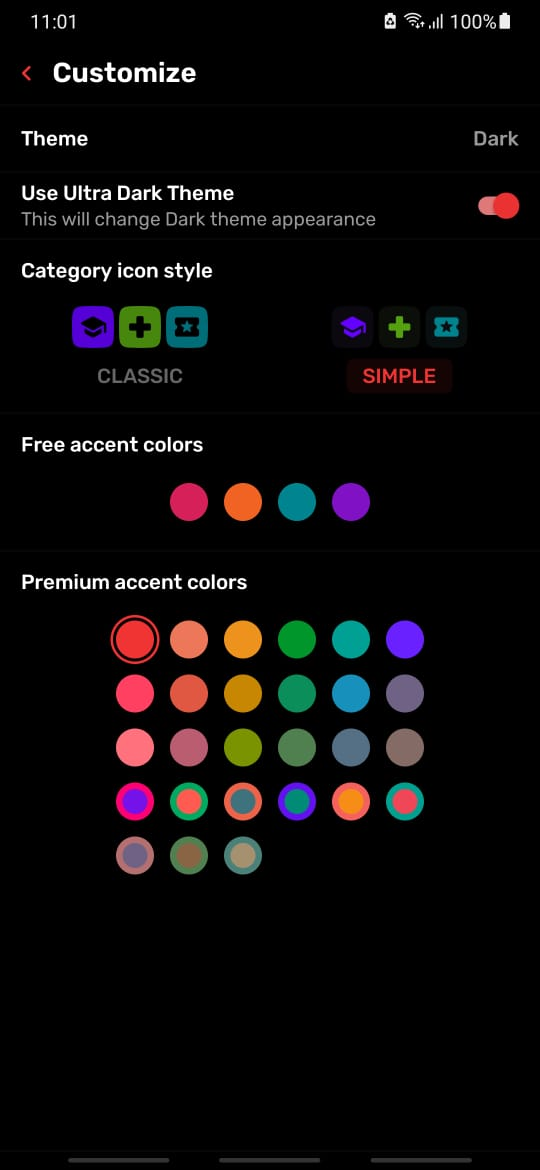 11:01
100%
Customize
Theme
Dark
Use Ultra Dark Theme
This will change Dark theme appearance
Category icon style
CLASSIC
SIMPLE
Free accent colors
Premium accent colors